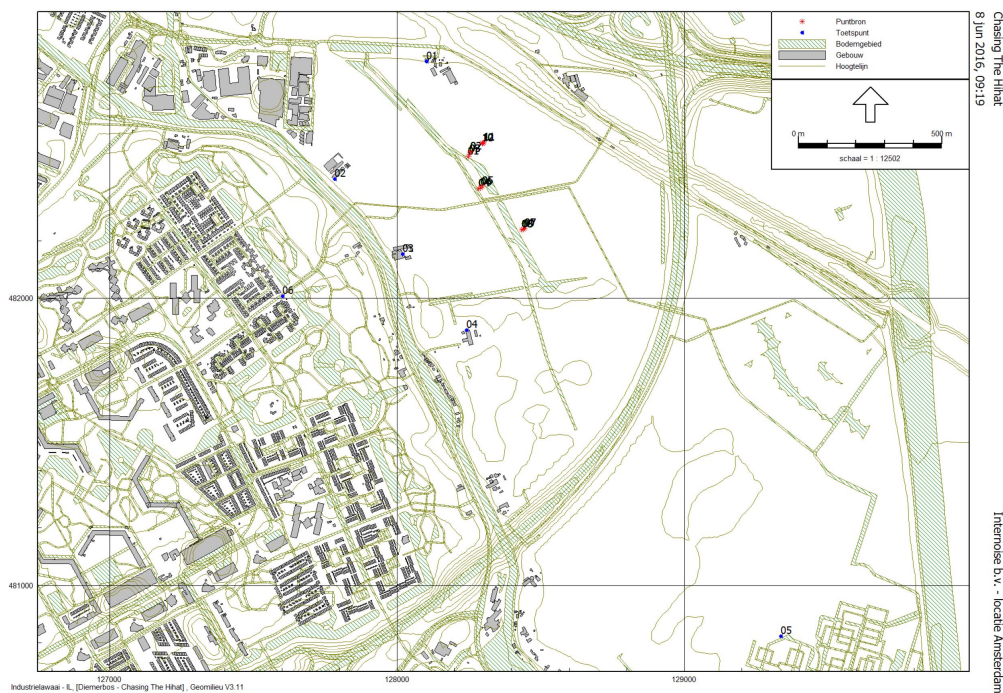 Chasing The Hihat
8 jun 2016, 09:19
Puntbron
Toetspunt
Bodemgebied
Gebouw
Hoogtelijn
0 m
500 m
schaal = 1 : 12502
01
02
03
04
05
06
482000
481000
127000
128000
129000
Industrielawaai - IL, [Diemerbos - Chasing The Hihat] , Geomilieu V3.11
Internoise b.v. - locatie Amsterdam